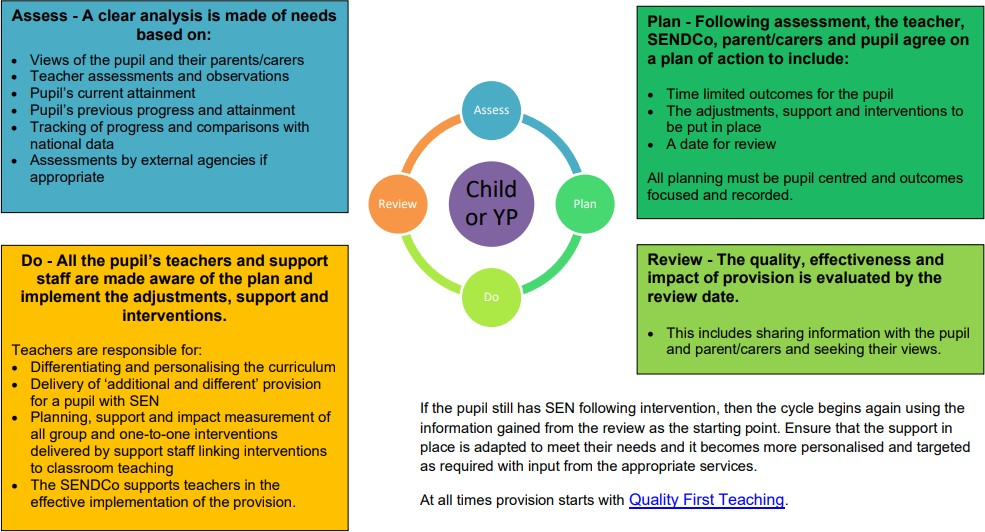 Assess - A clear analysis is made of needs
based on:
• Views of the pupil and their parents/carers
• Teacher assessments and observations
• Pupil's current attainment
• Pupil's previous progress and attainment
• Tracking of progress and comparisons with
national data
• Assessments by external agencies if
appropriate
Plan - Following assessment, the teacher,
SENDCo, parent/carers and pupil agree on
a plan of action to include:
• Time limited outcomes for the pupil
• The adjustments, support and interventions to
be put in place
• A date for review
All planning must be pupil centred and outcomes
focused and recorded.
Assess
Review
Child
or YP
Plan
Do
Do - All the pupil's teachers and support
staff are made aware of the plan and
implement the adjustments, support and
interventions.
Teachers are responsible for:
• Differentiating and personalising the curriculum
• Delivery of 'additional and different' provision
for a pupil with SEN
• Planning, support and impact measurement of
all group and one-to-one interventions
delivered by support staff linking interventions
to classroom teaching
• The SENDCo supports teachers in the
effective implementation of the provision.
Review - The quality, effectiveness and
impact of provision is evaluated by the
review date.
• This includes sharing information with the pupil
and parent/carers and seeking their views.
If the pupil still has SEN following intervention, then the cycle begins again using the
information gained from the review as the starting point. Ensure that the support in
place is adapted to meet their needs and it becomes more personalised and targeted
as required with input from the appropriate services.
At all times provision starts with Quality First Teaching.